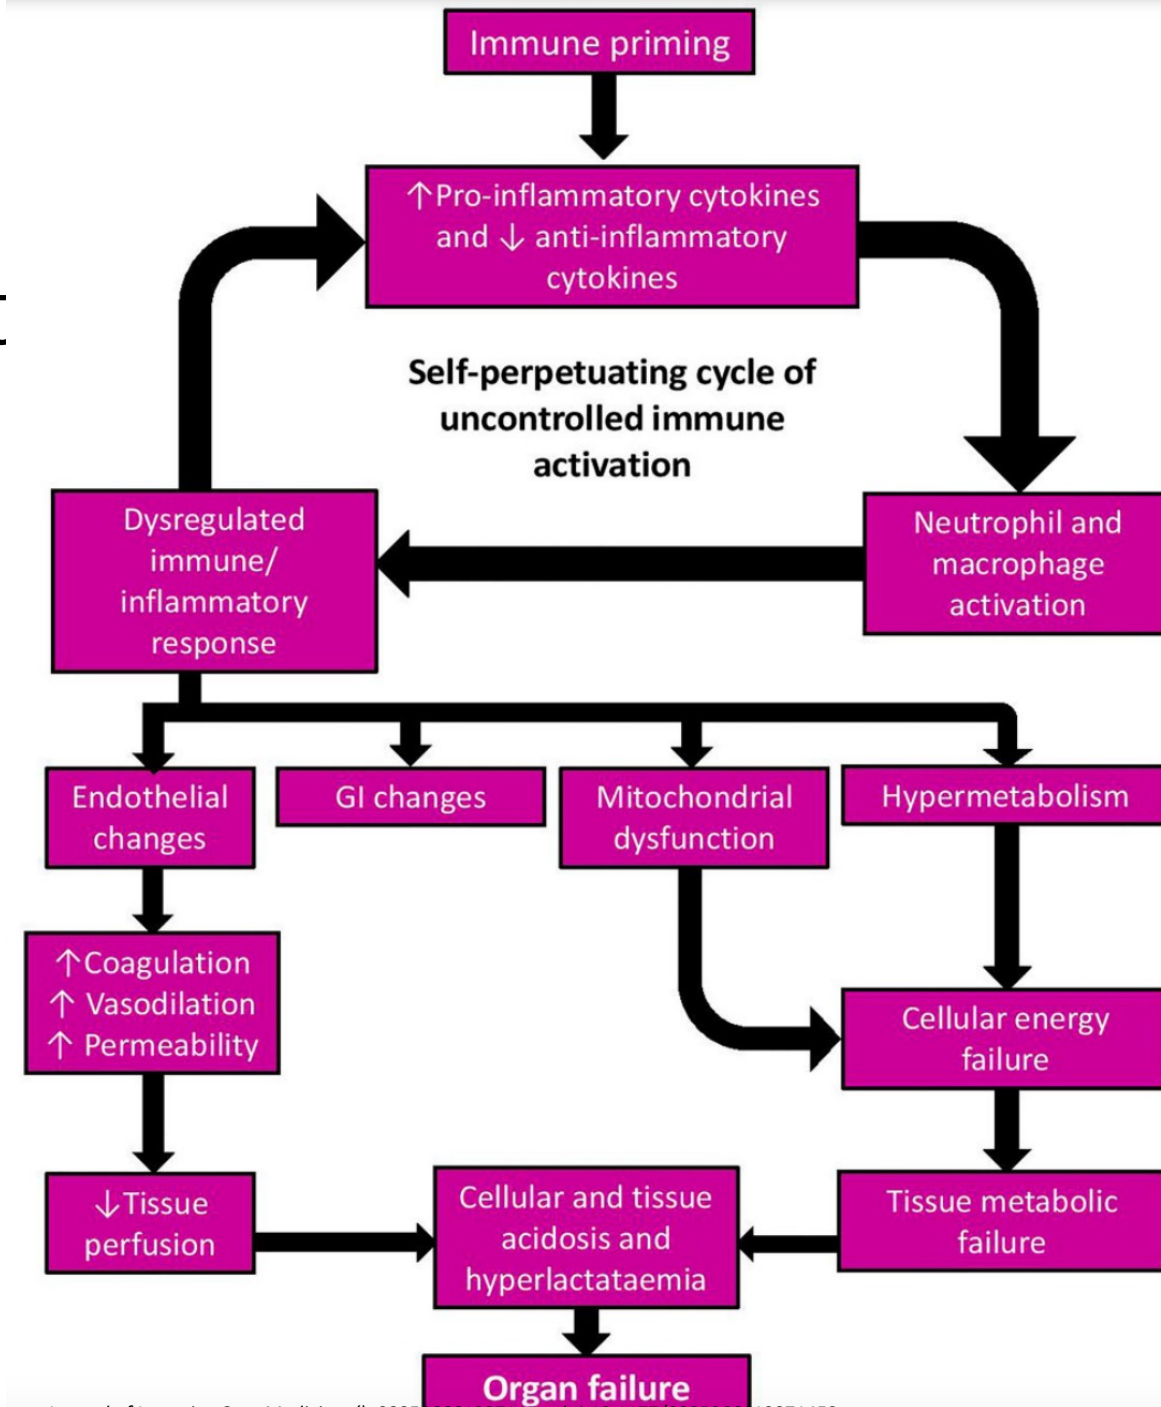 Immune priming
↑Pro-inflammatory cytokines
and ↓ anti-inflammatory
cytokines
Self-perpetuating cycle of
uncontrolled immune
activation
Dysregulated
immune/
inflammatory
response
Neutrophil and
macrophage
activation
Endothelial
changes
GI changes
Mitochondrial
dysfunction
Hypermetabolism
↑Coagulation
↑ Vasodilation
↑ Permeability
Cellular energy
failure
↓Tissue
perfusion
Cellular and tissue
acidosis and
hyperlactataemia
Tissue metabolic
failure
Organ failure